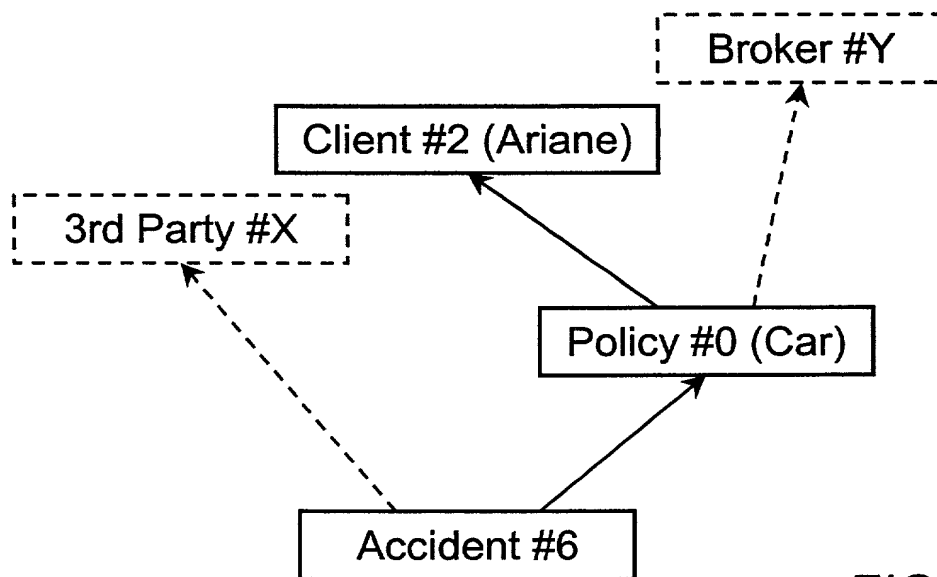 Broker #Y
Client #2 (Ariane)
3rd Party #X
Policy #0 (Car)
Accident #6